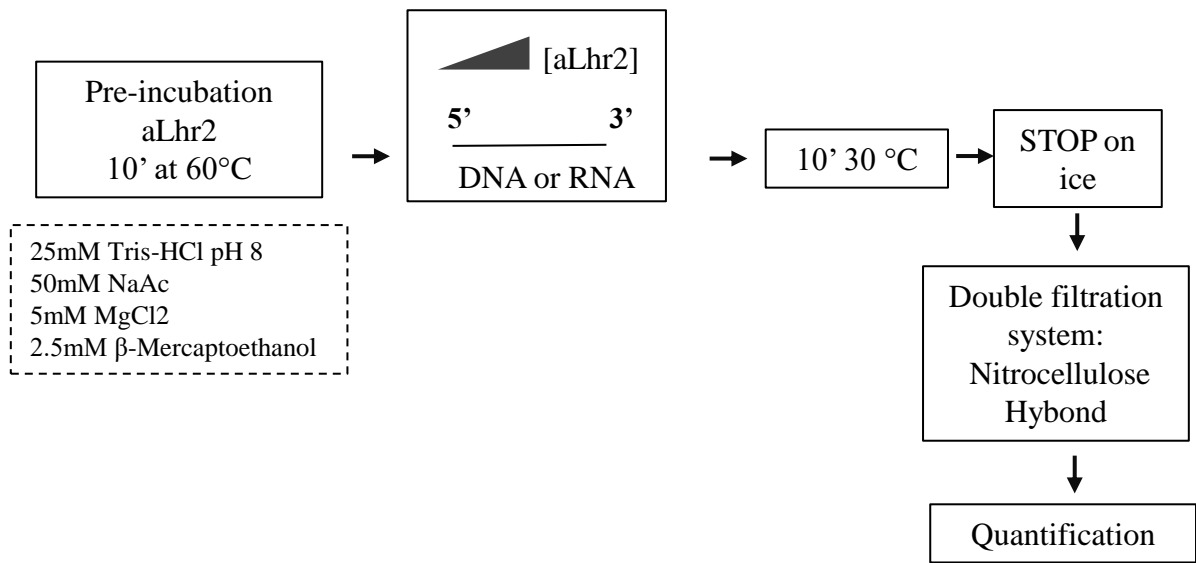 Pre-incubation
aLhr2
10’ at 60°C
25mM Tris-HCl pH 8
50mM NaAc
5mM MgCl2
2.5mM β-Mercaptoethanol
[aLhr2]
5’ 3’
DNA or RNA
10’ 30 °C
STOP on
ice
Double filtration
system:
Nitrocellulose
Hybond
Quantification